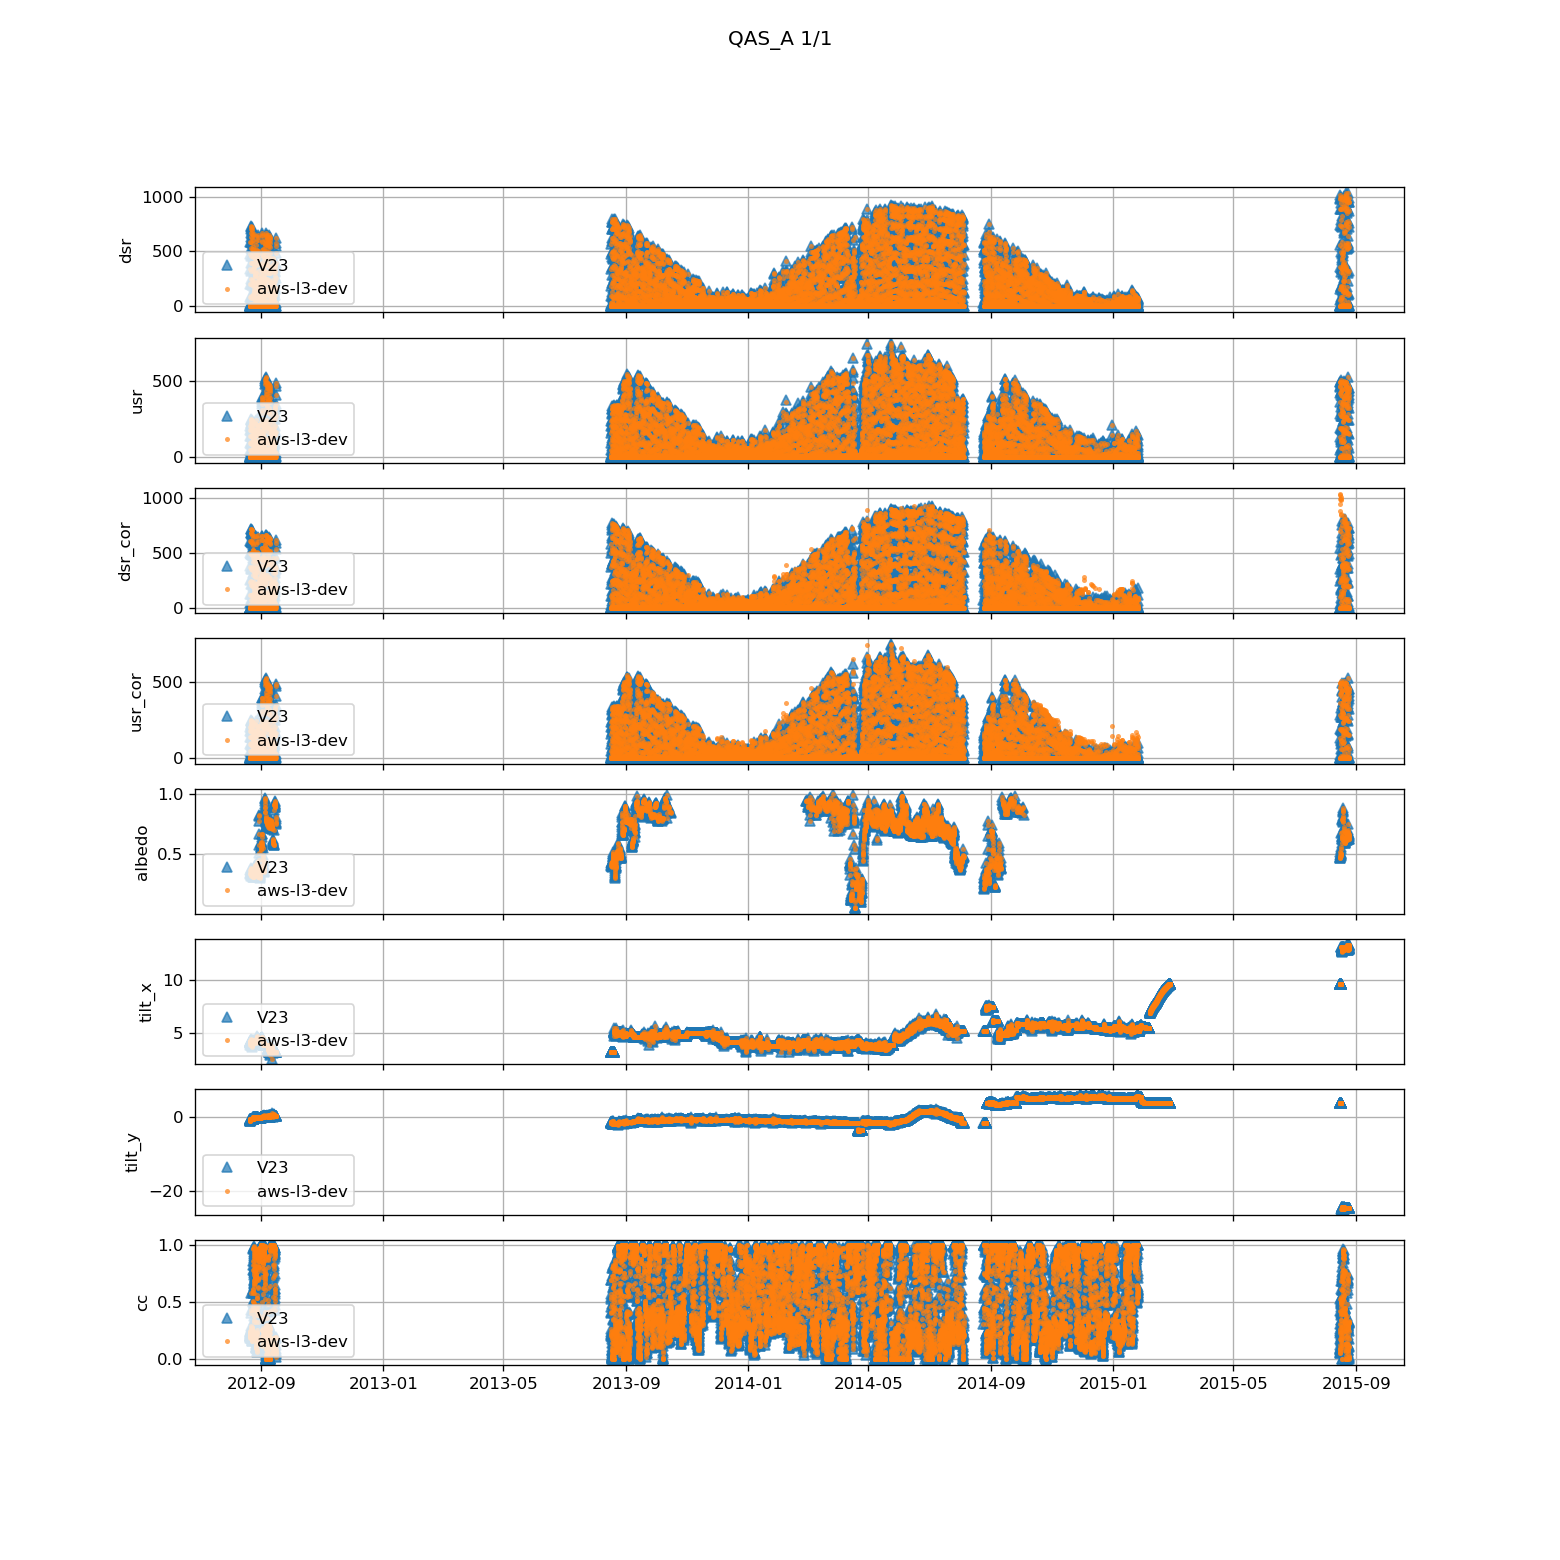 QAS_A 1/1
1000
500
0
dsr
V23
aws-l3-dev
500
0
usr
V23
aws-l3-dev
1000
500
0
dsr_cor
V23
aws-l3-dev
500
0
usr_cor
V23
aws-l3-dev
1.0
0.5
albedo
V23
aws-l3-dev
10
5
tilt_x
V23
aws-l3-dev
0
−20
tilt_y
V23
aws-l3-dev
1.0
0.5
0.0
cc
V23
aws-l3-dev
2012-09 2013-01 2013-05 2013-09 2014-01 2014-05 2014-09 2015-01 2015-05 2015-09